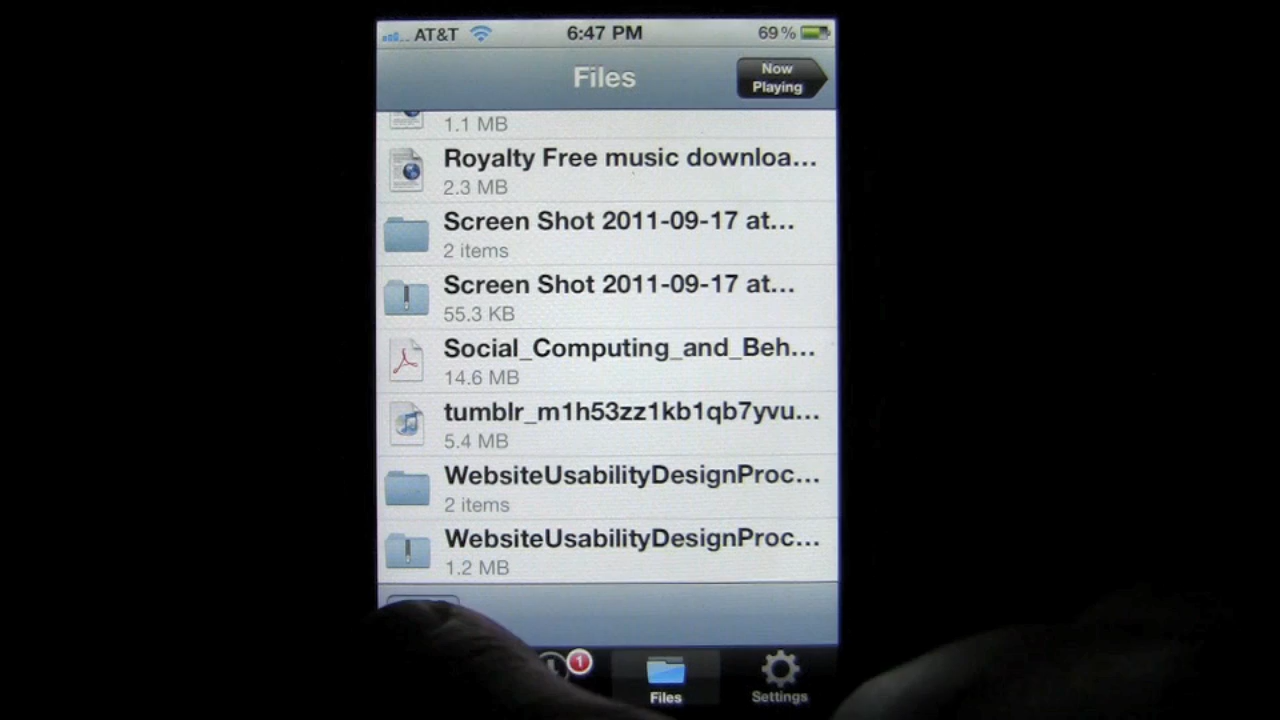 AT&T 6:47 PM 69%
Files
Now
Playing
1.1 MB
Royalty Free music downloa...
2.3 MB
Screen Shot 2011-09-17 at...
2 items
Screen Shot 2011-09-17 at...
55.3 KB
Social_Computing_and_Beh...
14.6 MB
tumblr_m1h53zz1kb1qb7yvu...
5.4 MB
WebsiteUsabilityDesignProc...
2 items
WebsiteUsabilityDesignProc...
1.2 MB
1
Files
Settings